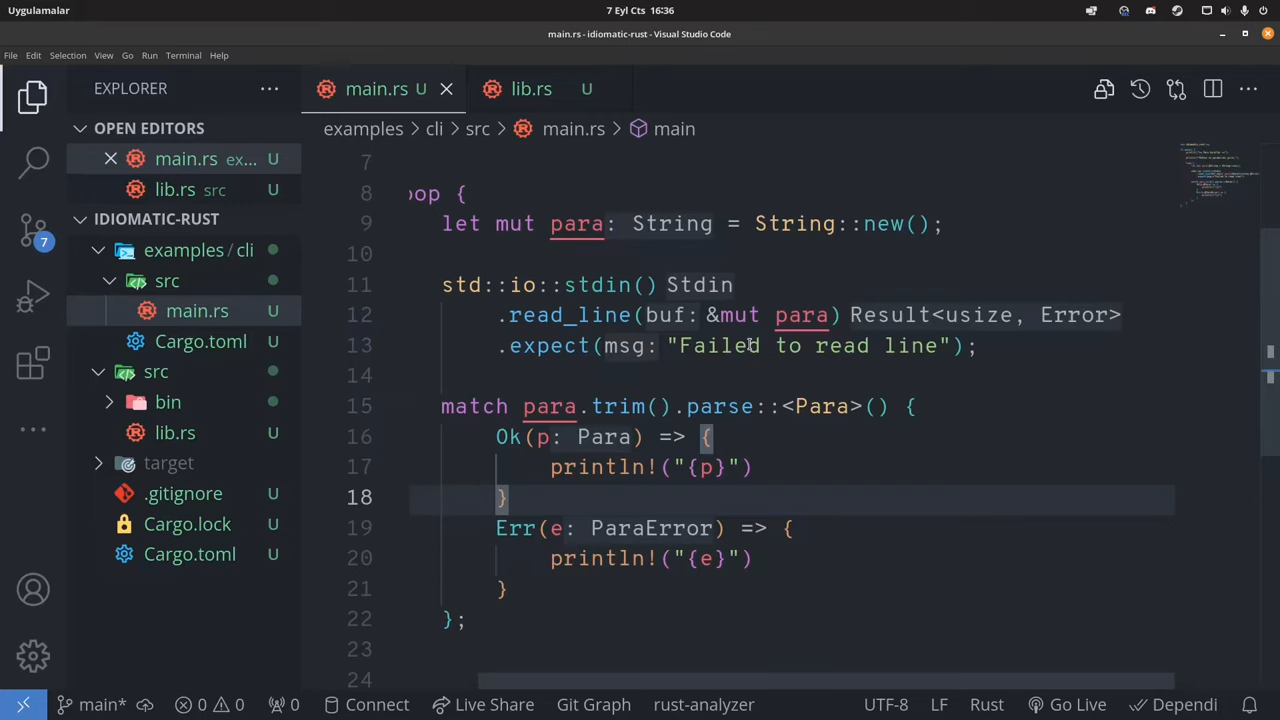 Uygulamalar
7 Eyl Cts 16:36
main.rs - idiomatic-rust - Visual Studio Code
File Edit Selection View Go Run Terminal Help
EXPLORER
OPEN EDITORS
main.rs ex... U
lib.rs src U
IDIOMATIC-RUST
examples / cli
src
main.rs U
Cargo.toml U
src
bin
lib.rs U
target
.gitignore U
Cargo.lock U
Cargo.toml U
7
main.rs U
lib.rs U
examples > cli > src > main.rs > main
7
8 oop {
9 let mut para: String = String::new();
10
11 std::io::stdin() Stdin
12 .read_line(buf: &mut para) Result<usize, Error>
13 .expect(msg: "Failed to read line");
14
15 match para.trim().parse::<Para>() {
16 Ok(p: Para) => {
17 println!("{p}")
18 }
19 Err(e: ParaError) => {
20 println!("{e}")
21 }
22 };
23
24
main* 0 0 0 Connect Live Share Git Graph rust-analyzer UTF-8 LF Rust Go Live Dependi